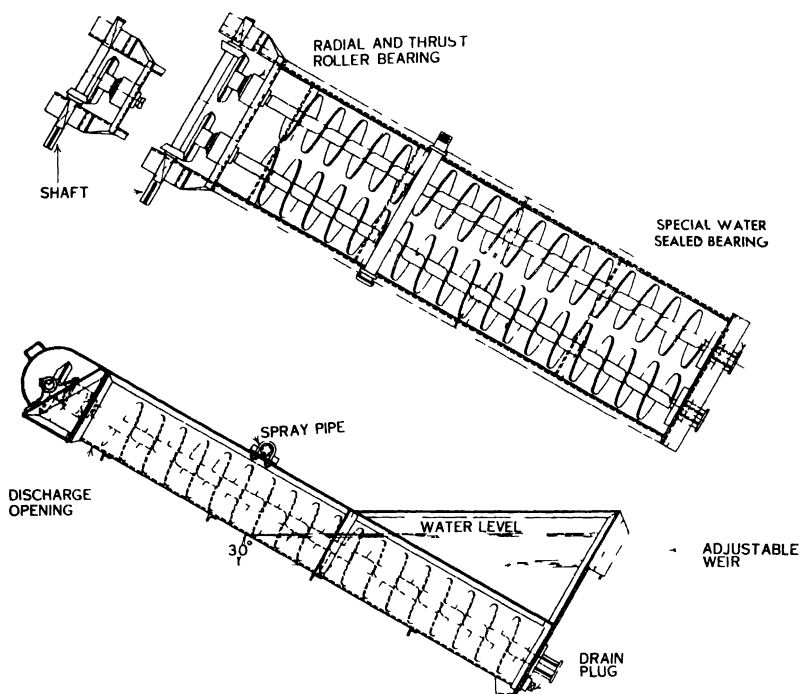 RADIAL AND THRUST
ROLLER BEARING
SHAFT
SPECIAL WATER
SEALED BEARING
SPRAY PIPE
DISCHARGE
OPENING
WATER LEVEL
30°
ADJUSTABLE
WEIR
DRAIN
PLUG